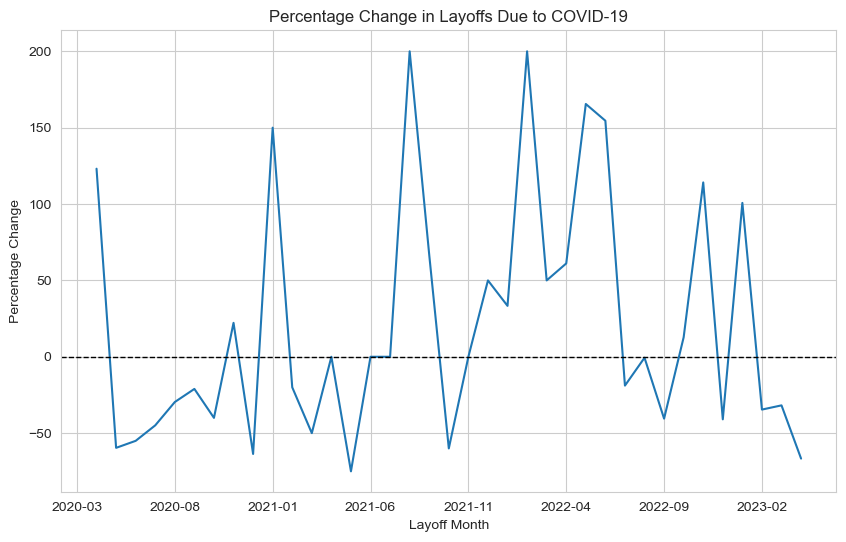 Percentage Change in Layoffs Due to COVID-19
200
150
100
50
0
−50
Percentage Change
2020-03 2020-08 2021-01 2021-06 2021-11 2022-04 2022-09 2023-02
Layoff Month